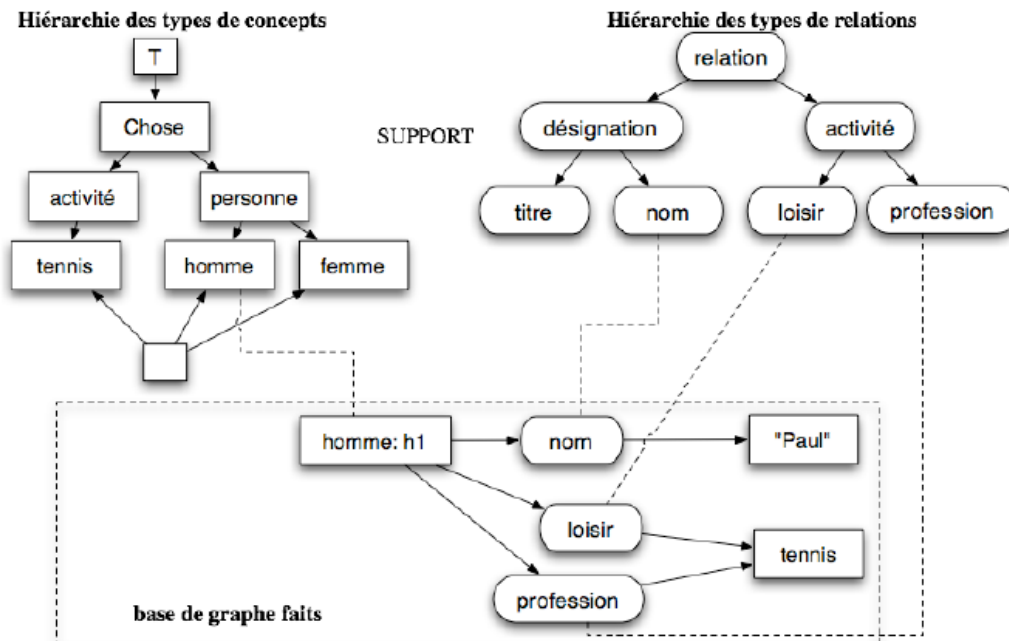 Hiérarchie des types de concepts
Hiérarchie des types de relations
T
relation
Chose
SUPPORT
désignation
activité
activité
personne
titre
nom
loisir
profession
tennis
homme
femme
homme: h1
nom
"Paul"
loisir
tennis
profession
base de graphe faits